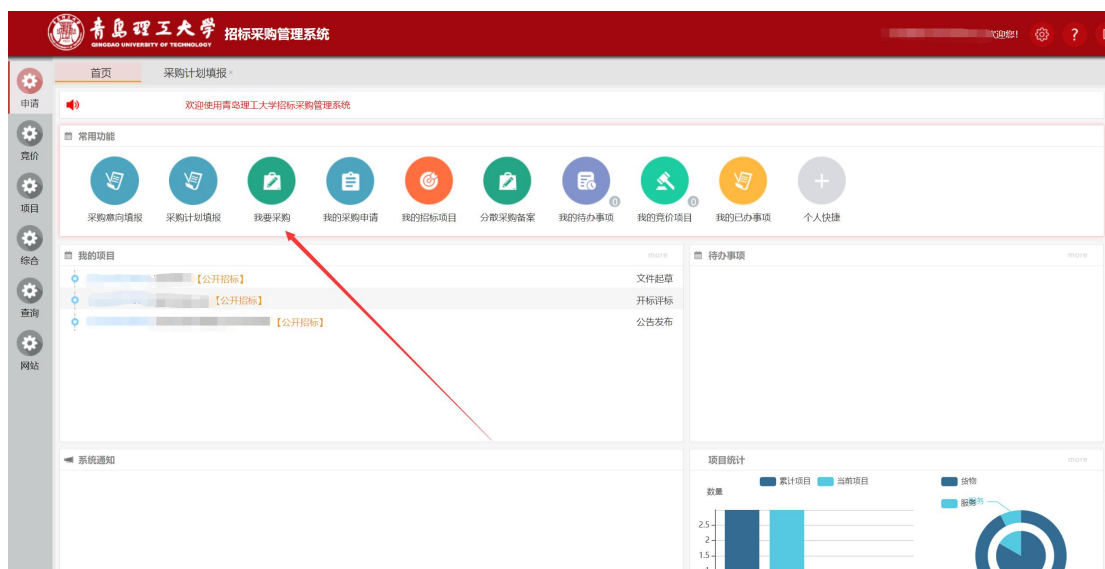 青岛理工大学 招标采购管理系统
QINGDAO UNIVERSITY OF TECHNOLOGY
欢迎您! ?
首页 采购计划填报×
申请
竞价
项目
综合
查询
网站
欢迎使用青岛理工大学招标采购管理系统
常用功能
采购意向填报 采购计划填报 我要采购 我的采购申请 我的招标项目 分散采购备案 我的待办事项 0 我的竞价项目 0 我的已办事项 个人快捷
我的项目 more
【公开招标】 文件起草
【公开招标】 开标评标
【公开招标】 公告发布
待办事项 more
系统通知
项目统计 more
累计项目 当前项目
数量
2.5
2
1.5
1
货物
服务